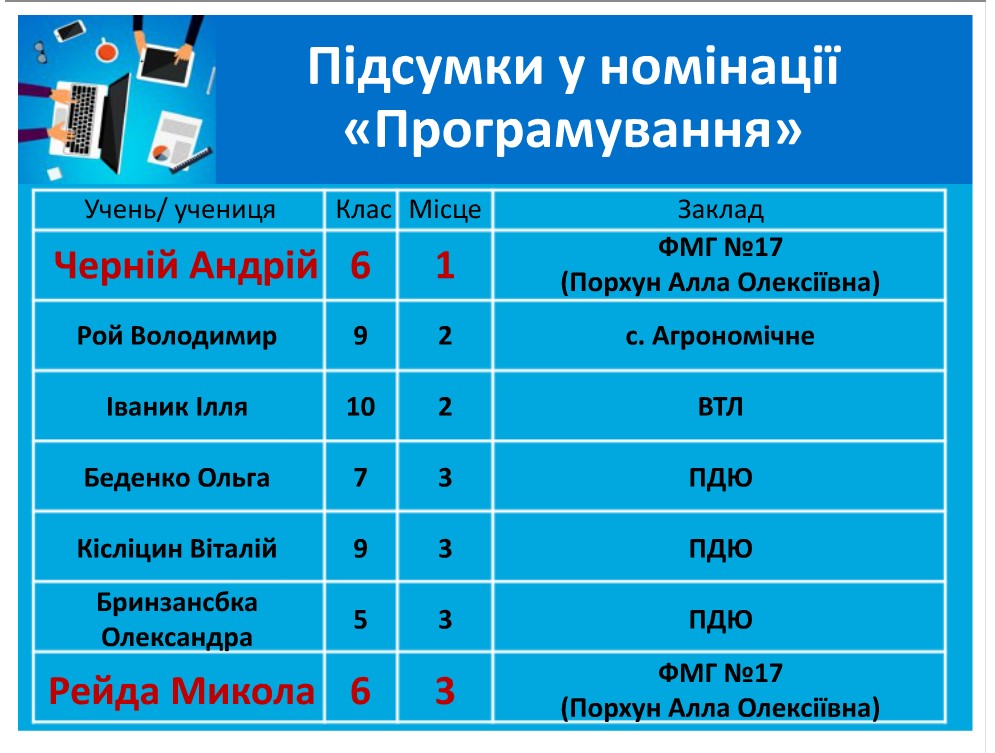 Підсумки у номінації
«Програмування»
Учень/ учениця Клас Місце Заклад
Черній Андрій 6 1 ФМГ №17
(Порхун Алла Олексіївна)
Рой Володимир 9 2 с. Агрономічне
Іваник Ілля 10 2 ВТЛ
Беденко Ольга 7 3 ПДЮ
Кісліцин Віталій 9 3 ПДЮ
Бринзансбка
Олександра 5 3 ПДЮ
Рейда Микола 6 3 ФМГ №17
(Порхун Алла Олексіївна)